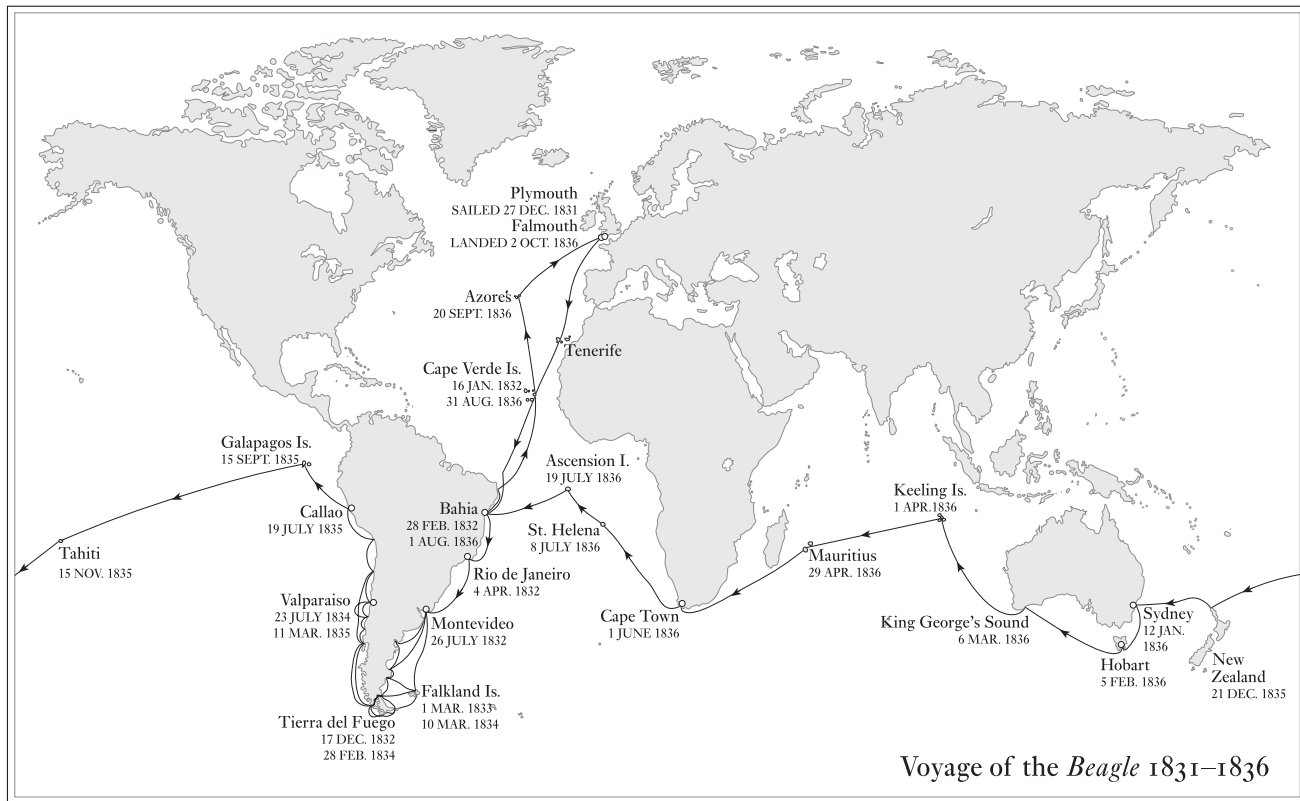 Plymouth
SAILED 27 DEC. 1831
Falmouth
LANDED 2 OCT. 1836
Azores
20 SEPT. 1836
Tenerife
Cape Verde Is.
16 JAN. 1832
31 AUG. 1836
Galapagos Is.
15 SEPT. 1835
Ascension I.
19 JULY 1836
Keeling Is.
1 APR.1836
Callao
19 JULY 1835
Bahia
28 FEB. 1832
1 AUG. 1836
St. Helena
8 JULY 1836
Tahiti
15 NOV. 1835
Mauritius
29 APR. 1836
Rio de Janeiro
4 APR. 1832
Valparaiso
23 JULY 1834
11 MAR. 1835
Montevideo
26 JULY 1832
Cape Town
1 JUNE 1836
King George's Sound
6 MAR. 1836
Sydney
12 JAN.
1836
Hobart
5 FEB. 1836
New
Zealand
21 DEC. 1835
Falkland Is.
1 MAR. 1833
10 MAR. 1834
Tierra del Fuego
17 DEC. 1832
28 FEB. 1834
Voyage of the Beagle 1831–1836